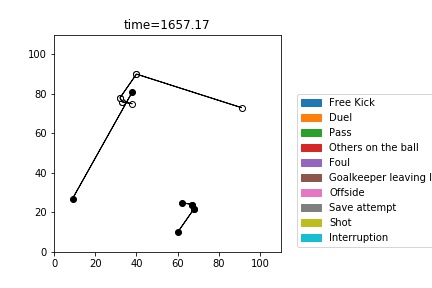 time=1657.17
100
80
60
40
20
0
0 20 40 60 80 100
Free Kick
Duel
Pass
Others on the ball
Foul
Goalkeeper leaving l
Offside
Save attempt
Shot
Interruption